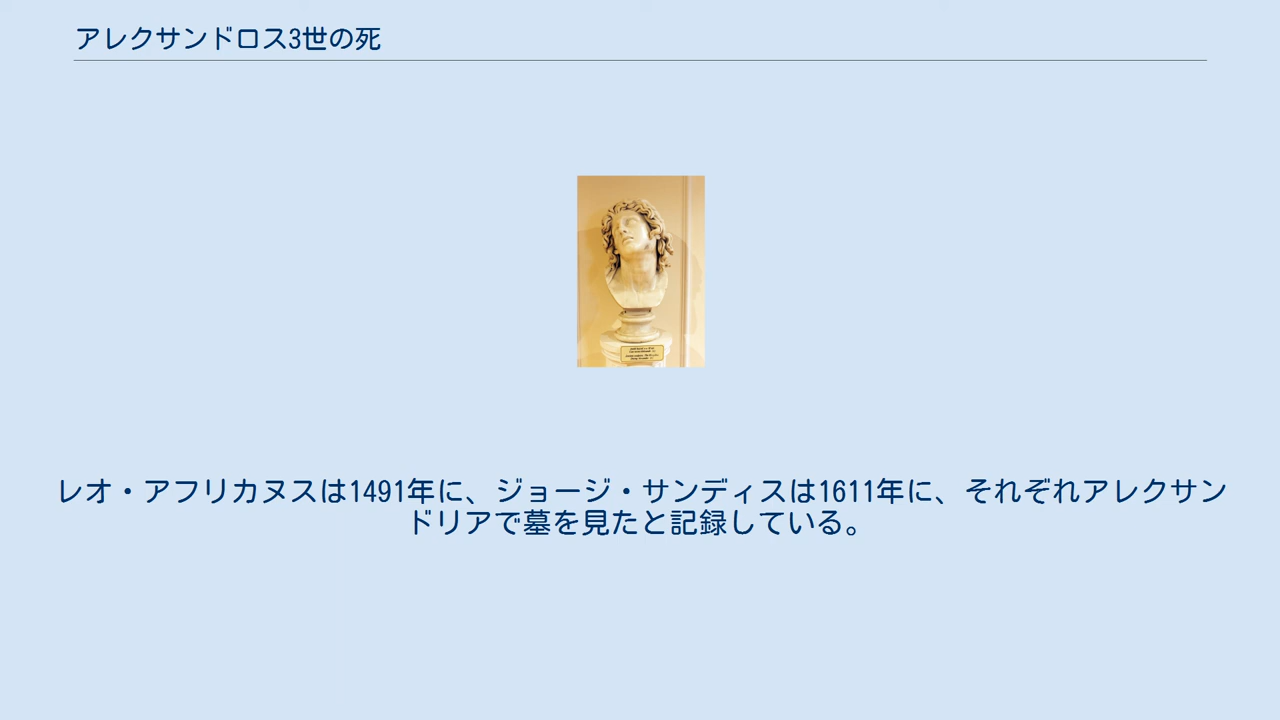 アレクサンドロス3世の死
レオ・アフリカヌスは1491年に、ジョージ・サンディスは1611年に、それぞれアレクサン
ドリアで墓を見たと記録している。